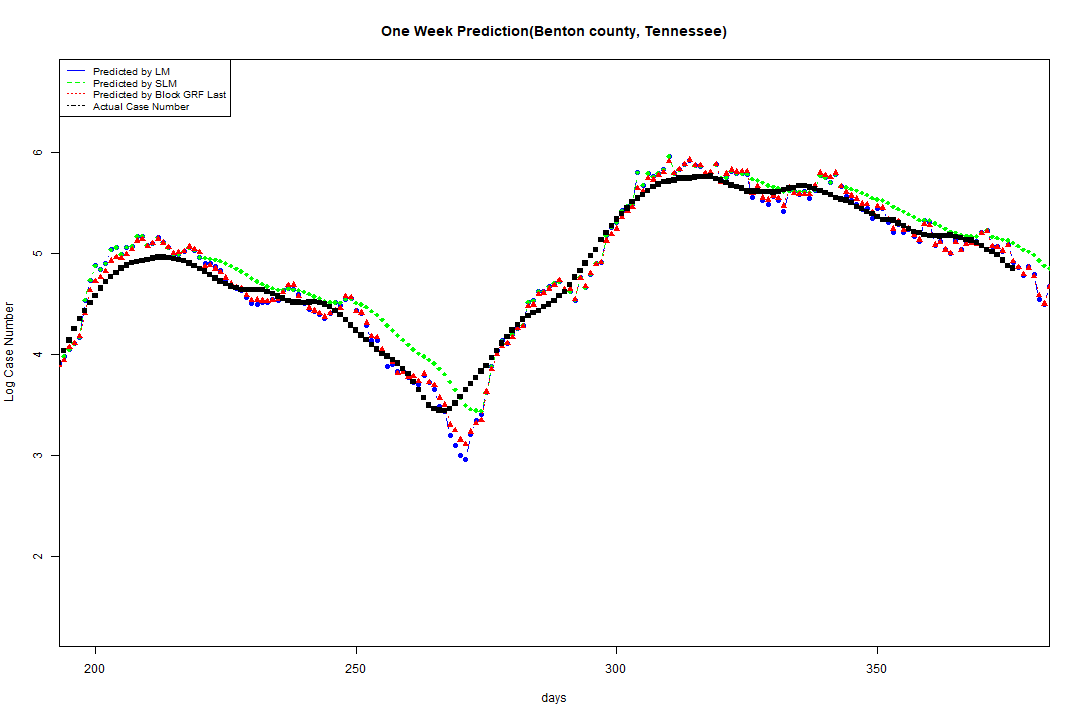 One Week Prediction(Benton county, Tennessee)
Predicted by LM
Predicted by SLM
Predicted by Block GRF Last
Actual Case Number
6
5
4
3
2
Log Case Number
200
250
300
350
days